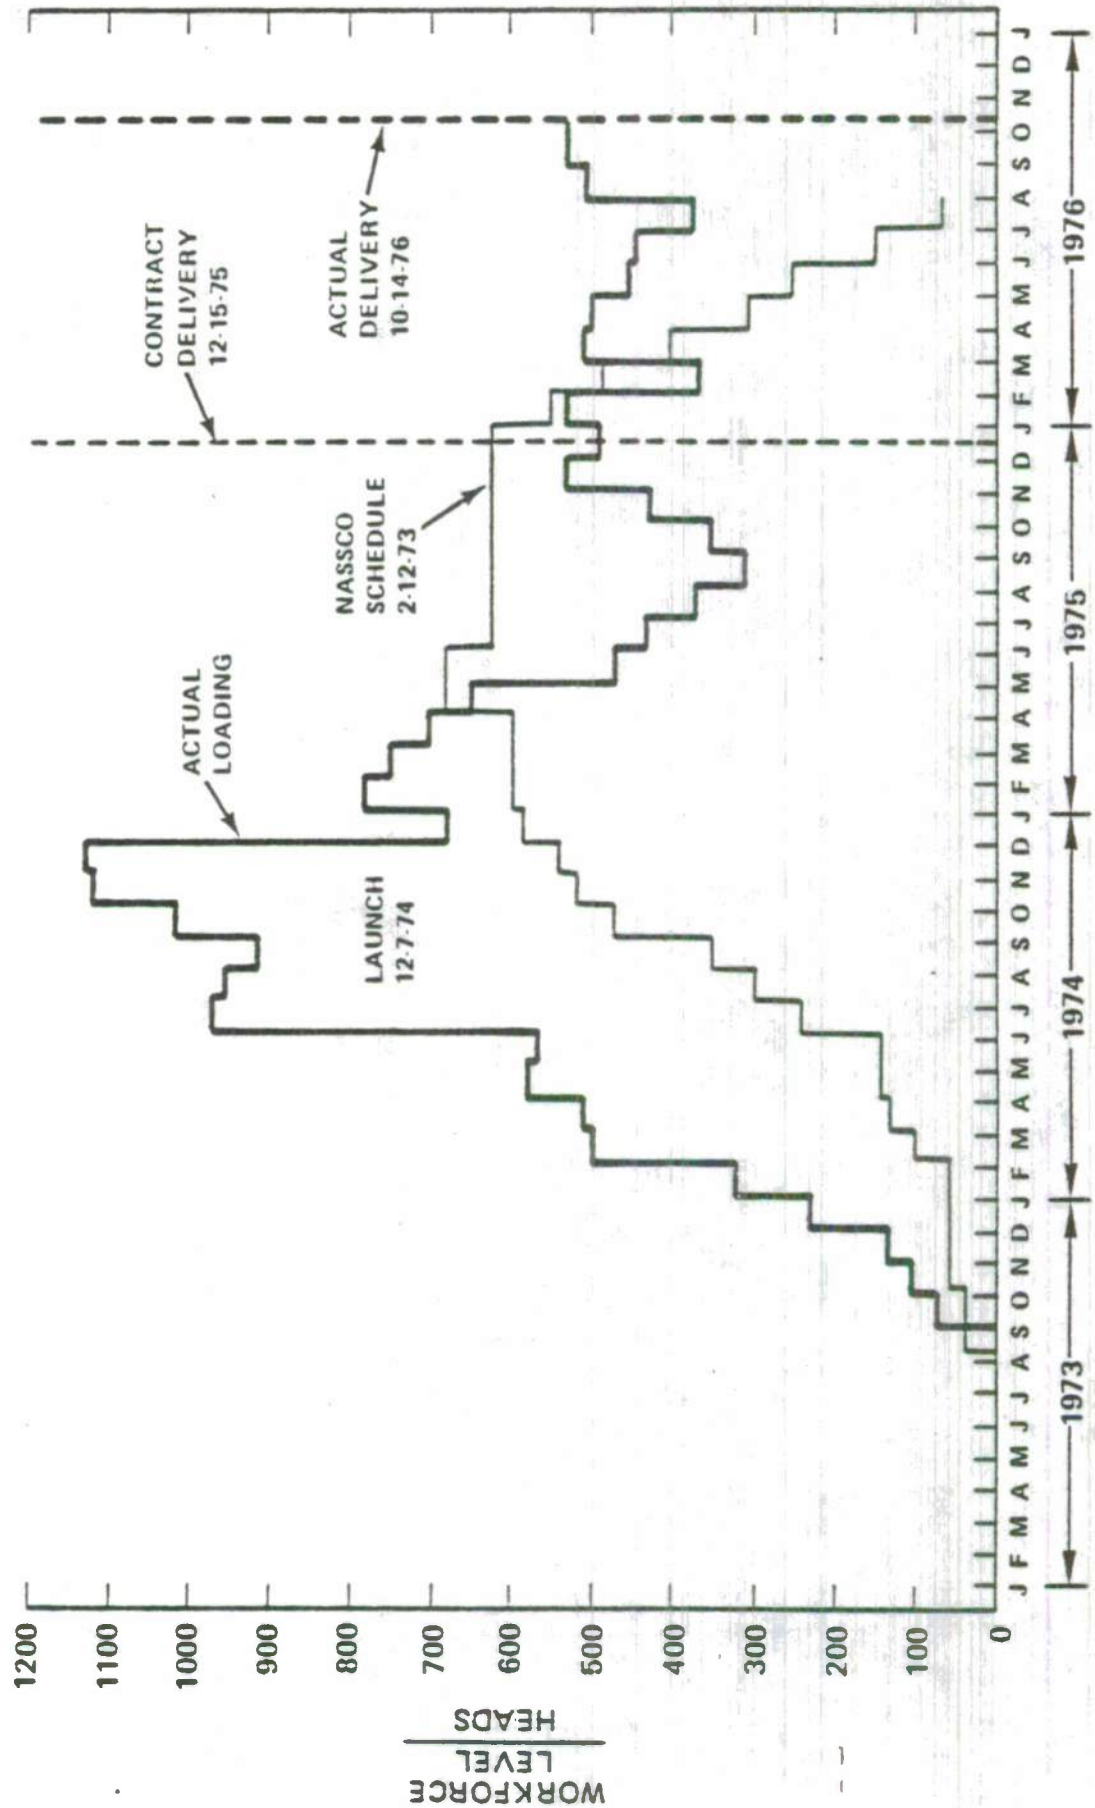 WORKFORCE
LEVEL
HEADS
1200
1100
1000
900
800
700
600
500
400
300
200
100
0
ACTUAL
LOADING
LAUNCH
12-7-74
NASSCO
SCHEDULE
2-12-73
CONTRACT
DELIVERY
12-15-75
ACTUAL
DELIVERY
10-14-76
J F M A M J J A S O N D J F M A M J J A S O N D J F M A M J J A S O N D J F M A M J J A S O N D J
1973
1974
1975
1976